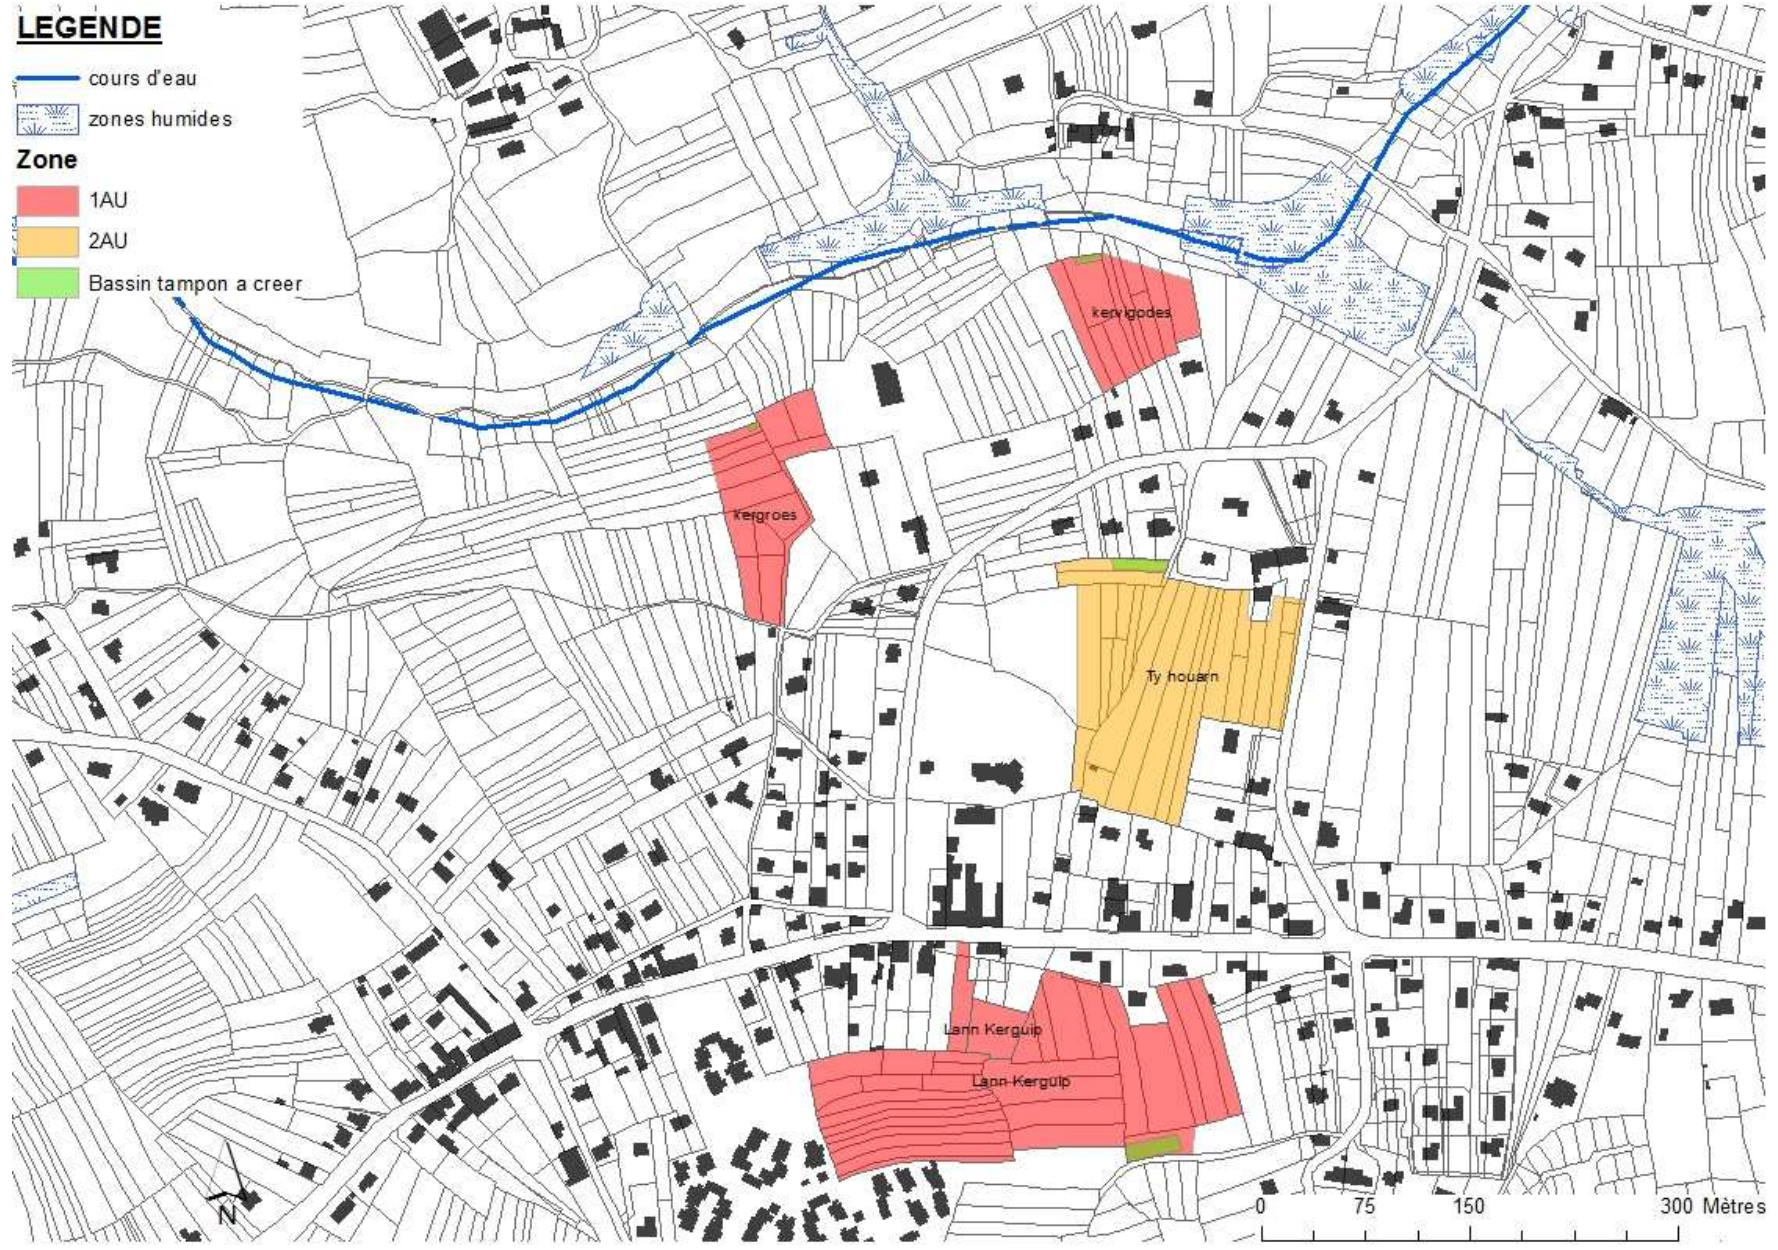 LEGENDE
cours d'eau
zones humides
Zone
1AU
2AU
Bassin tampon a creer
kervigodes
kergroes
Ty houarn
Lann Kerguip
Lann Kerguip
N
0 75 150 300 Mètres